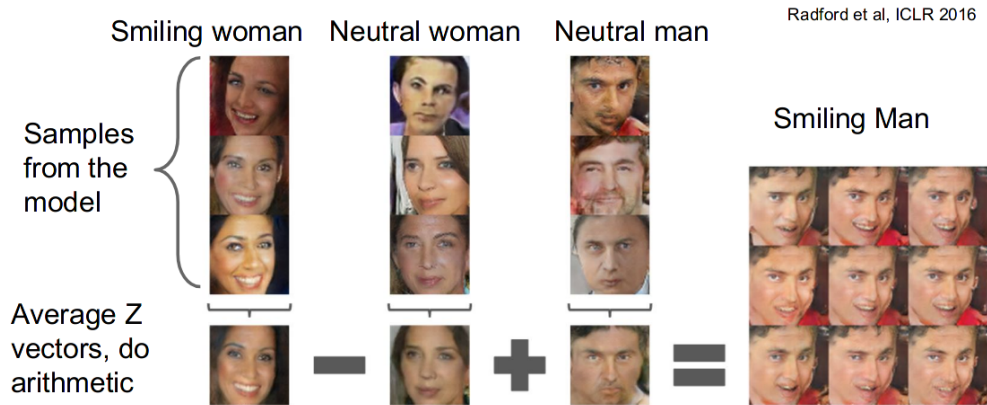 Radford et al, ICLR 2016
Smiling woman
Neutral woman
Neutral man
Samples
from the
model
Smiling Man
Average Z
vectors, do
arithmetic